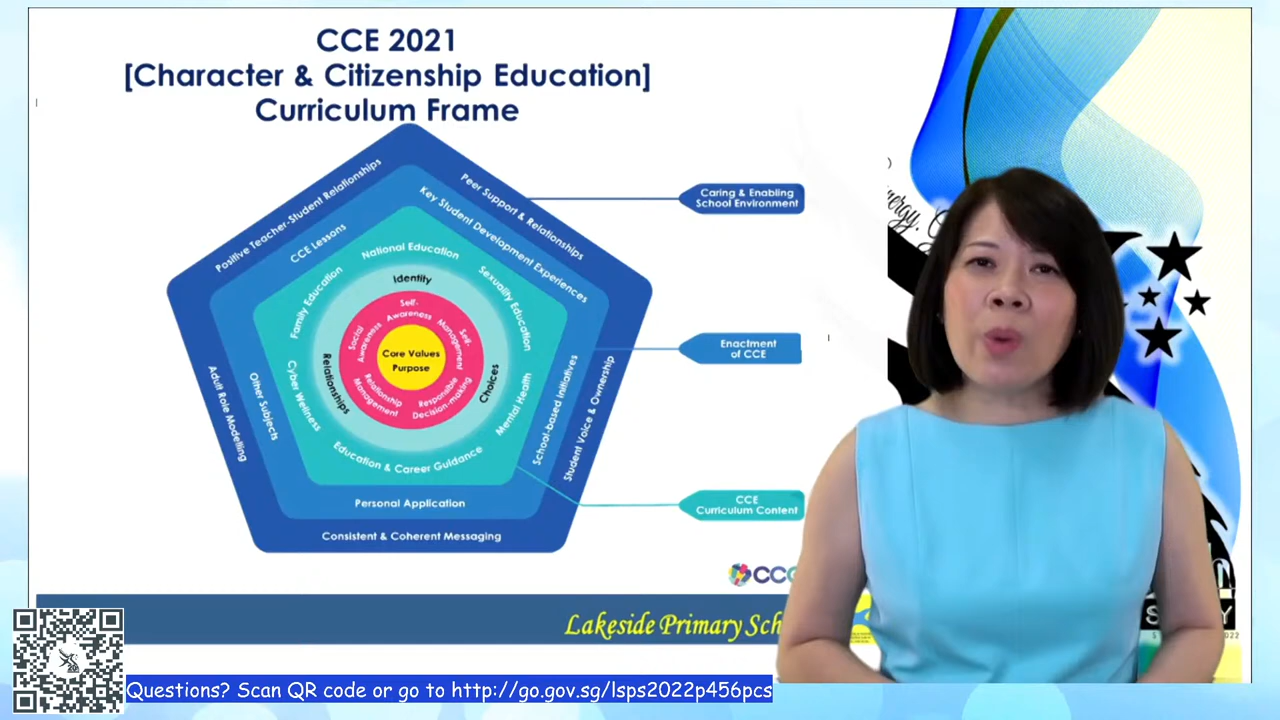 CCE 2021
[Character & Citizenship Education]
Curriculum Frame
Positive Teacher-Student Relationships
Peer Support & Relationships
Adult Role Modelling
Student Voice & Ownership
Consistent & Coherent Messaging
CCE Lessons
Key Student Development Experiences
Other Subjects
School-based Initiatives
Personal Application
National Education
Family Education
Sexuality Education
Cyber Wellness
Mental Health
Education & Career Guidance
Identity
Relationships
Choices
Self-
Awareness
Social
Awareness
Self-
Management
Relationship
Management
Responsible
Decision-making
Core Values
Purpose
Caring & Enabling
School Environment
Enactment
of CCE
CCE
Curriculum Content
CC
Lakeside Primary Sch
2022
Questions? Scan QR code or go to http://go.gov.sg/lsps2022p456pcs